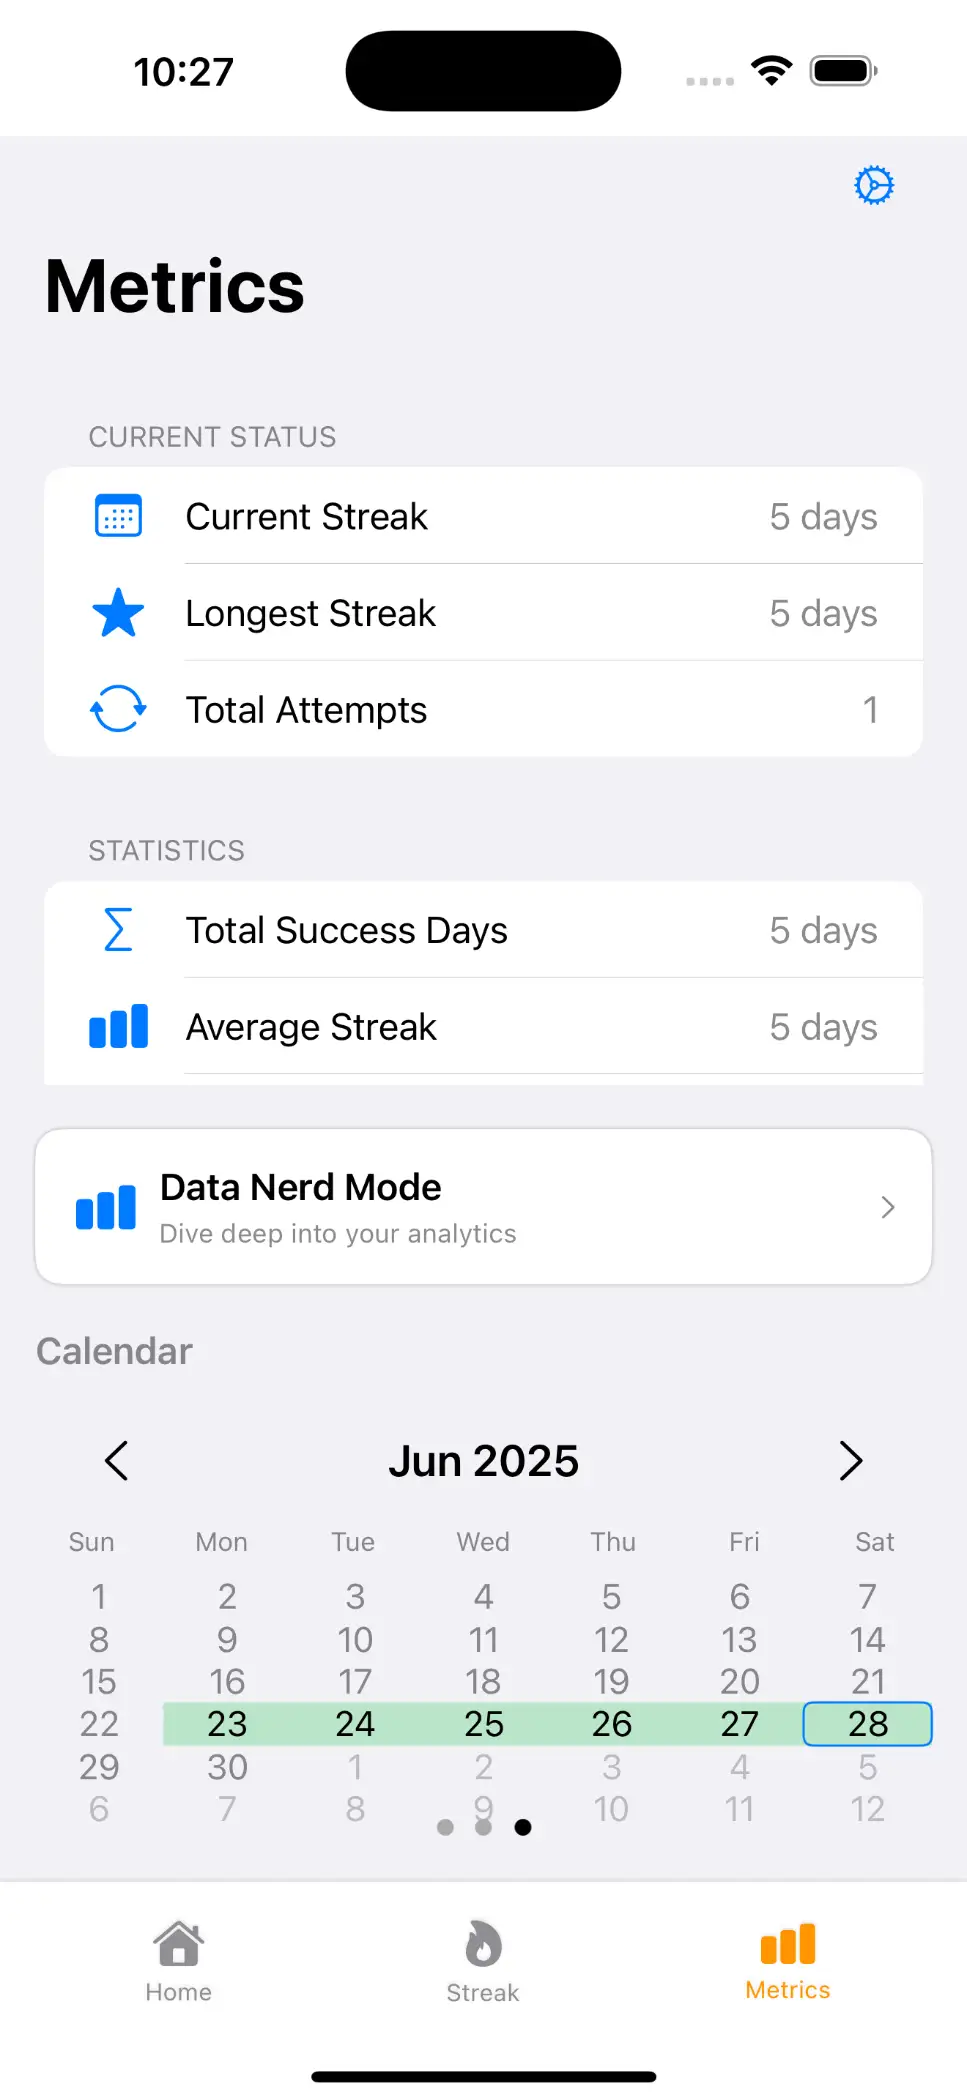 10:27
Metrics
CURRENT STATUS
Current Streak 5 days
Longest Streak 5 days
Total Attempts 1
STATISTICS
Total Success Days 5 days
Average Streak 5 days
Data Nerd Mode
Dive deep into your analytics
Calendar
Jun 2025
Sun Mon Tue Wed Thu Fri Sat
1 2 3 4 5 6 7
8 9 10 11 12 13 14
15 16 17 18 19 20 21
22 23 24 25 26 27 28
29 30 1 2 3 4 5
6 7 8 9 10 11 12
Home Streak Metrics